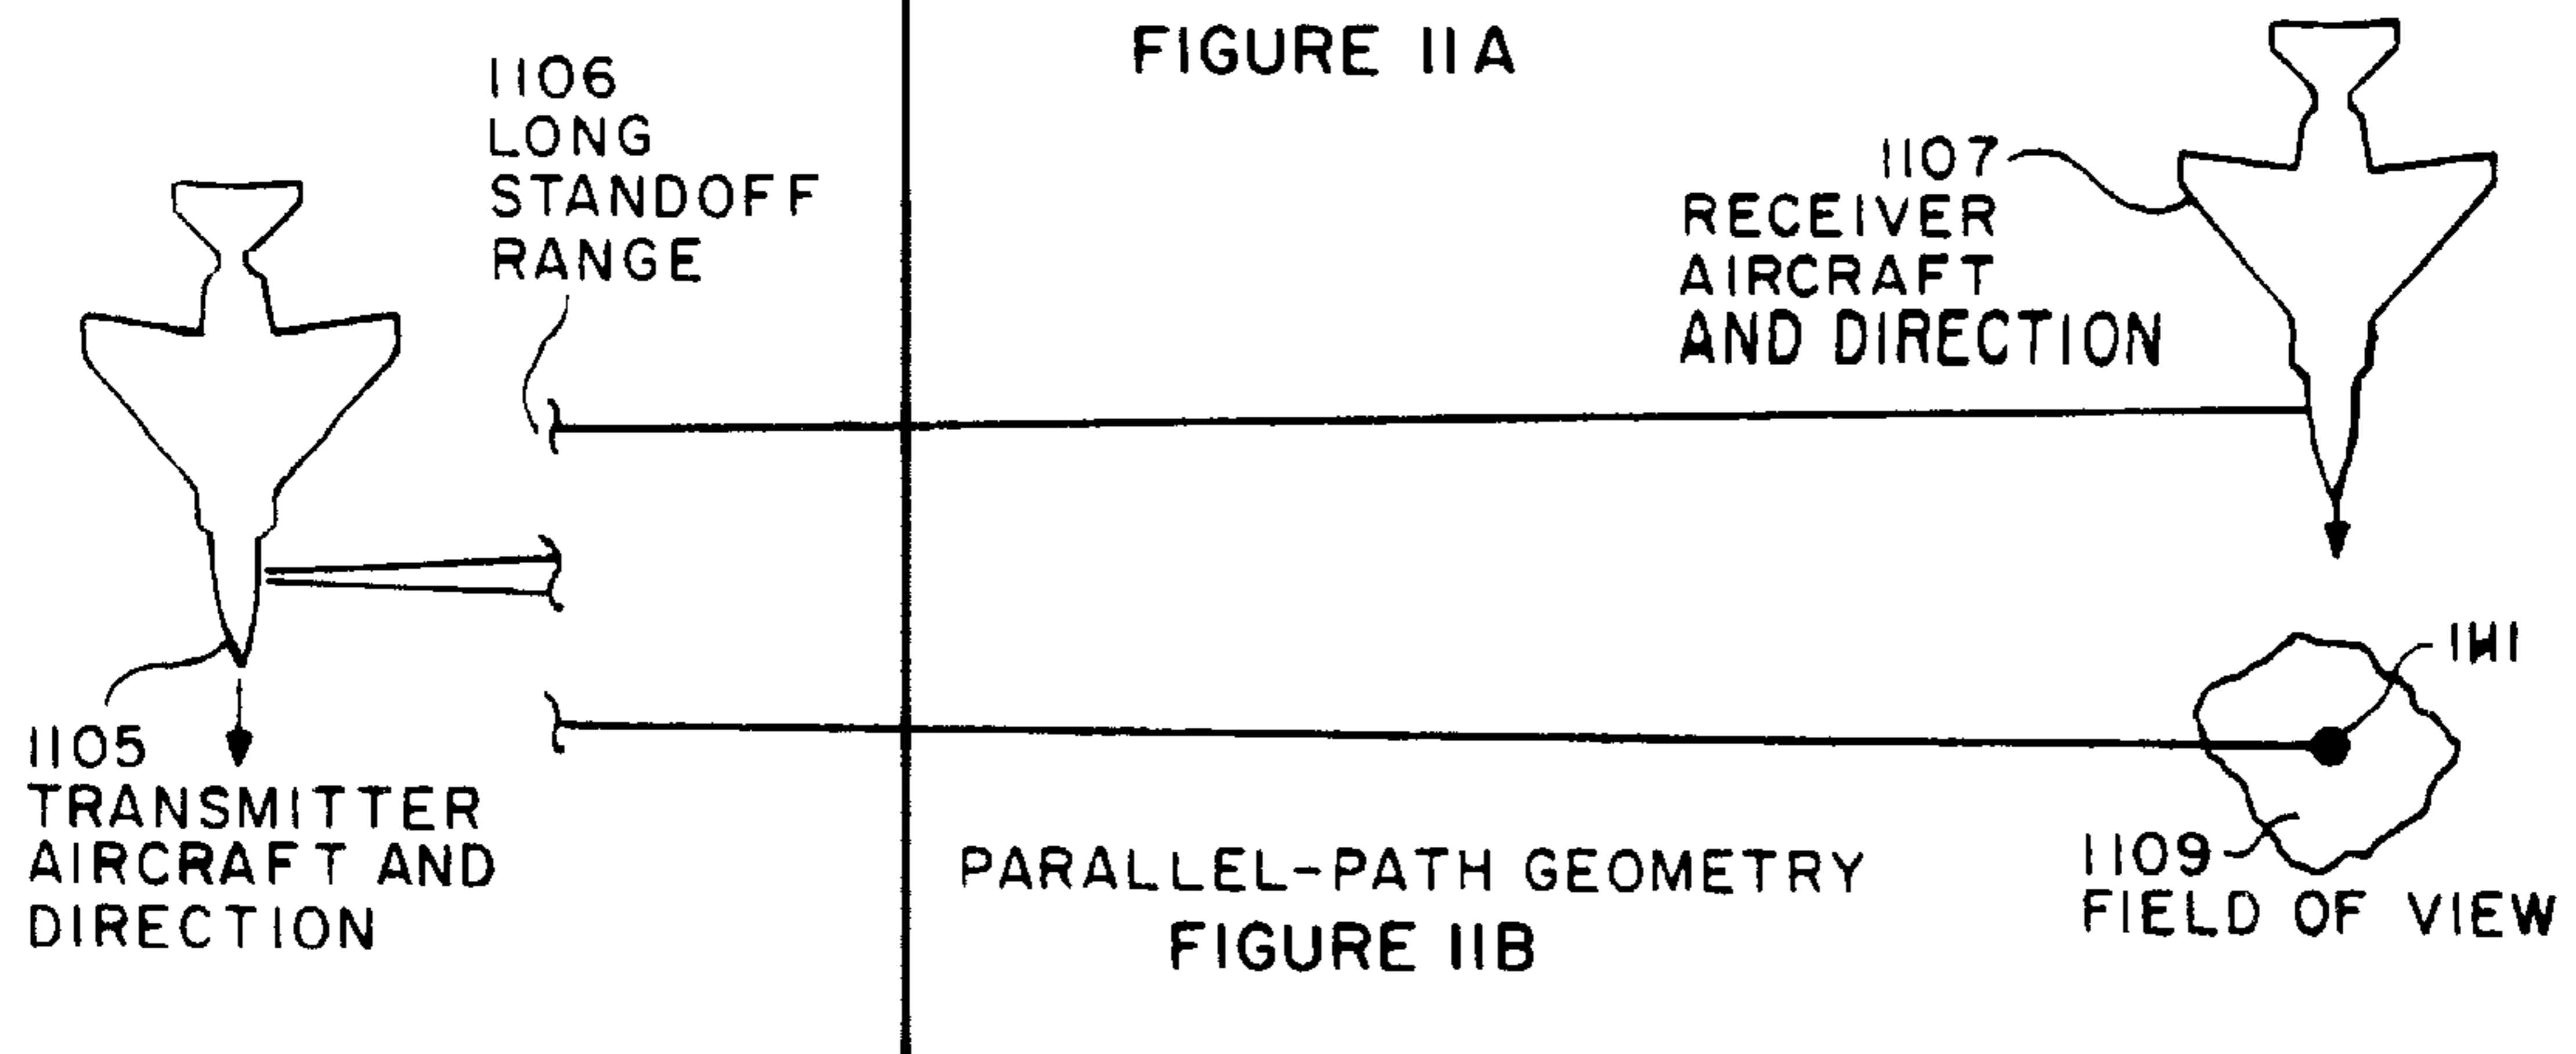 FIGURE 11A
1106
LONG
STANDOFF
RANGE
1107
RECEIVER
AIRCRAFT
AND DIRECTION
1105
TRANSMITTER
AIRCRAFT AND
DIRECTION
1111
1109
FIELD OF VIEW
PARALLEL-PATH GEOMETRY
FIGURE 11B